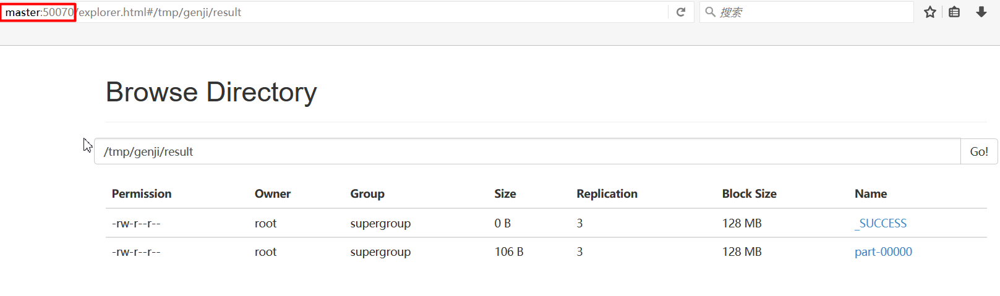 master:50070/explorer.html#/tmp/genji/result 搜索
Browse Directory
/tmp/genji/result Go!
Permission Owner Group Size Replication Block Size Name
-rw-r--r-- root supergroup 0 B 3 128 MB _SUCCESS
-rw-r--r-- root supergroup 106 B 3 128 MB part-00000